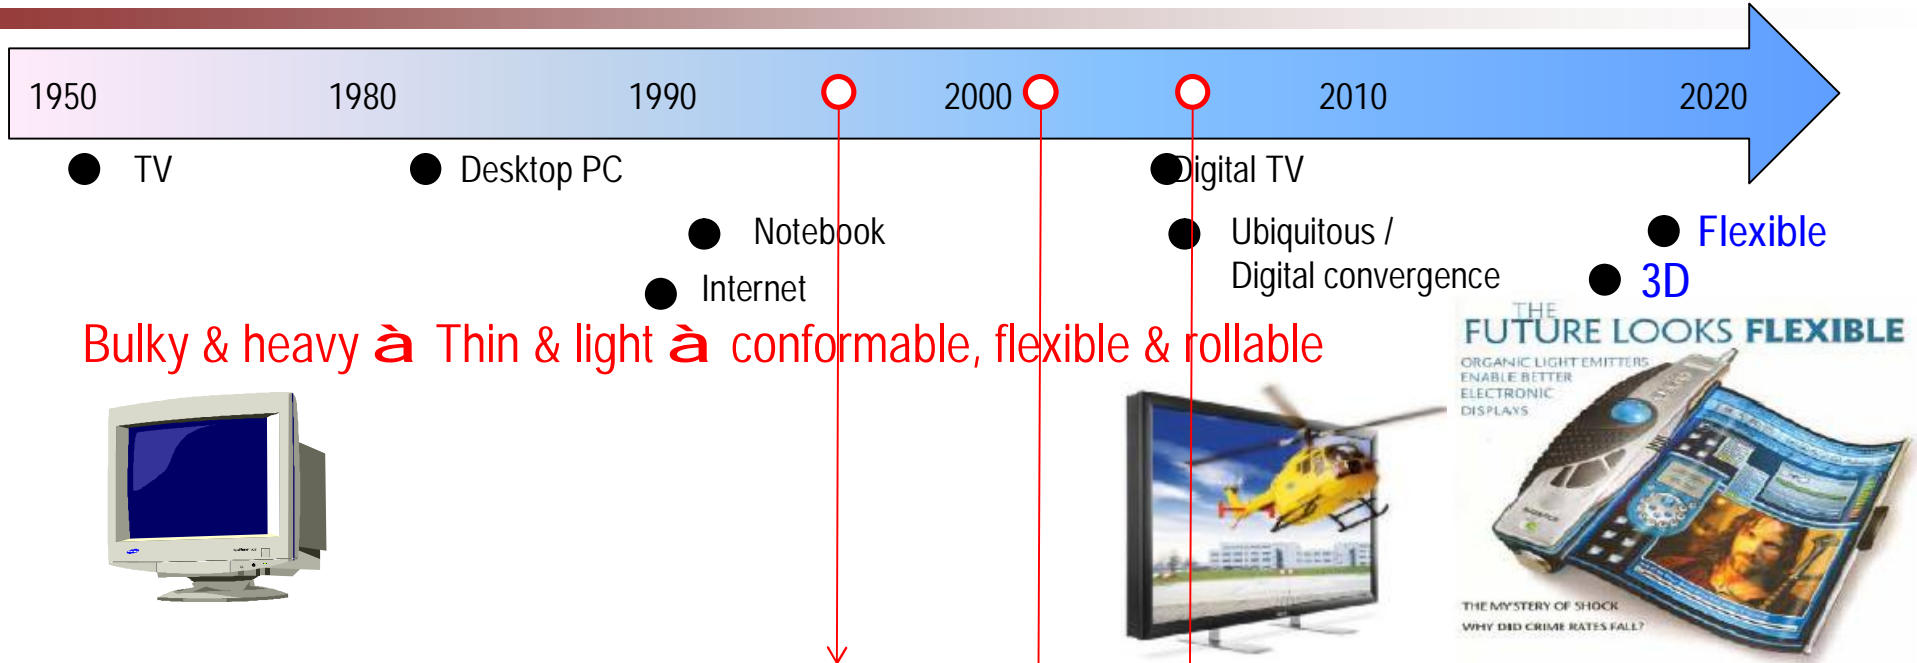 1950 1980 1990 2000 2010 2020
TV
Desktop PC
Digital TV
Notebook
Ubiquitous /
Digital convergence
Flexible
Internet
3D
Bulky & heavy à Thin & light à conformable, flexible & rollable
THE
FUTURE LOOKS FLEXIBLE
ORGANIC LIGHT EMITTERS
ENABLE BETTER
ELECTRONIC
DISPLAYS
THE MYSTERY OF SHOCK
WHY DID CRIME RATES FALL?